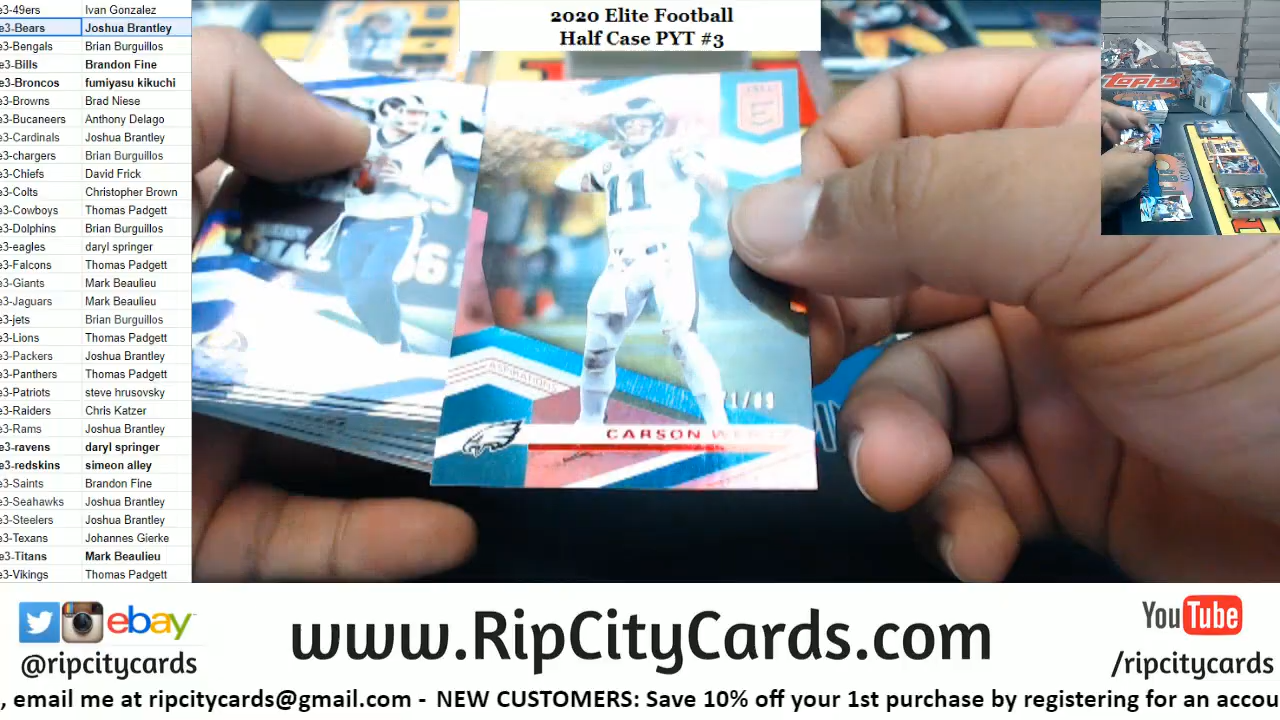 e3-49ers Ivan Gonzalez
e3-Bears Joshua Brantley
e3-Bengals Brian Burguillos
e3-Bills Brandon Fine
e3-Broncos fumiyasu kikuchi
e3-Browns Brad Niese
e3-Bucaneers Anthony Delago
e3-Cardinals Joshua Brantley
e3-chargers Brian Burguillos
e3-Chiefs David Frick
e3-Colts Christopher Brown
e3-Cowboys Thomas Padgett
e3-Dolphins Brian Burguillos
e3-eagles daryl springer
e3-Falcons Thomas Padgett
e3-Giants Mark Beaulieu
e3-Jaguars Mark Beaulieu
e3-jets Brian Burguillos
e3-Lions Thomas Padgett
e3-Packers Joshua Brantley
e3-Panthers Thomas Padgett
e3-Patriots steve hrusovsky
e3-Raiders Chris Katzer
e3-Rams Joshua Brantley
e3-ravens daryl springer
e3-redskins simeon alley
e3-Saints Brandon Fine
e3-Seahawks Joshua Brantley
e3-Steelers Joshua Brantley
e3-Texans Johannes Gierke
e3-Titans Mark Beaulieu
e3-Vikings Thomas Padgett
2020 Elite Football
Half Case PYT #3
Topps
11
E
ASPIRATIONS
CARSON
ebay
@ripcitycards
www.RipCityCards.com
YouTube
/ripcitycards
, email me at ripcitycards@gmail.com - NEW CUSTOMERS: Save 10% off your 1st purchase by registering for an accou